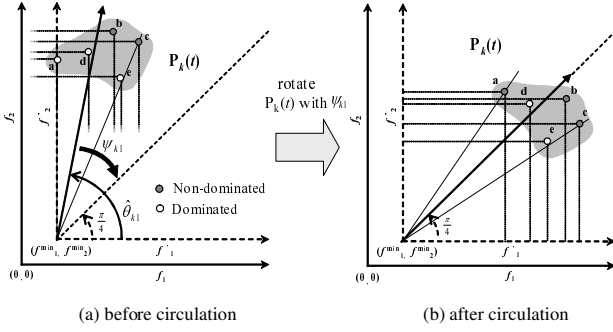 b
c
a
d
e
P_k(t)
f_2
f'_2
ψ_k1
θ̂_k1
π/4
Non-dominated
Dominated
(f^min_1, f^min_2)
f'_1
(0,0)
f_1
(a) before circulation
rotate
P_k(t) with ψ_k1
P_k(t)
a
b
d
c
e
f_2
f'_2
π/4
(f^min_1, f^min_2)
f'_1
(0,0)
f_1
(b) after circulation